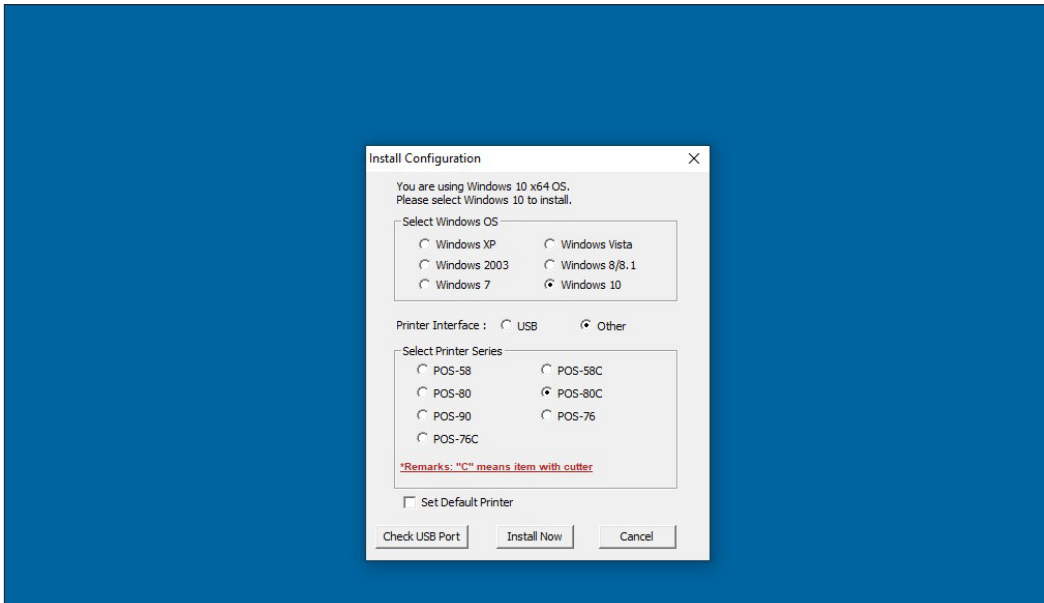 Install Configuration
You are using Windows 10 x64 OS.
Please select Windows 10 to install.
Select Windows OS
Windows XP Windows Vista
Windows 2003 Windows 8/8.1
Windows 7 Windows 10
Printer Interface : USB Other
Select Printer Series
POS-58 POS-58C
POS-80 POS-80C
POS-90 POS-76
POS-76C
*Remarks: "C" means item with cutter
Set Default Printer
Check USB Port Install Now Cancel